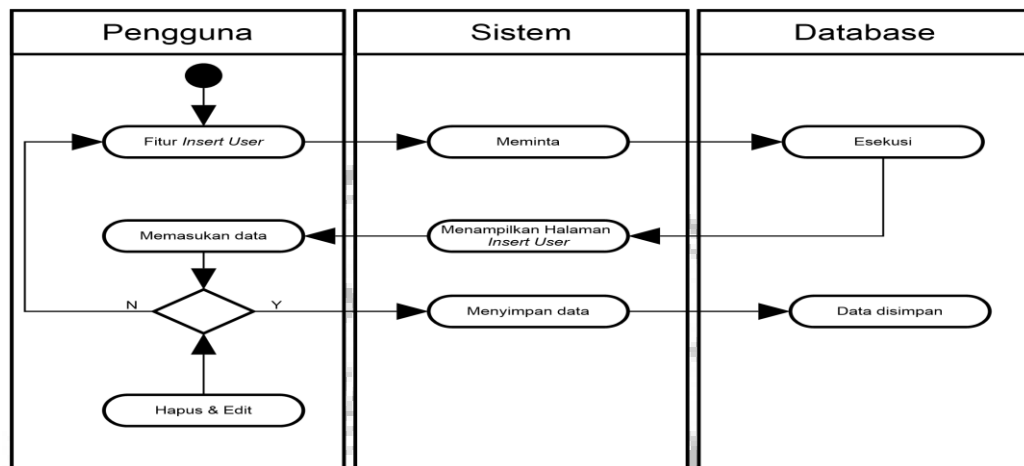 Pengguna
Sistem
Database
Fitur Insert User
Meminta
Esekusi
Memasukan data
Menampilkan Halaman
Insert User
N
Y
Menyimpan data
Data disimpan
Hapus & Edit